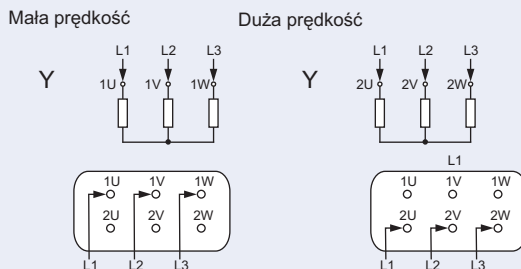 Mała prędkość Duża prędkość
L1 L2 L3 L1 L2 L3
Y 1U 1V 1W Y 2U 2V 2W
L1
1U 1V 1W 1U 1V 1W
2U 2V 2W 2U 2V 2W
L1 L2 L3 L1 L2 L3